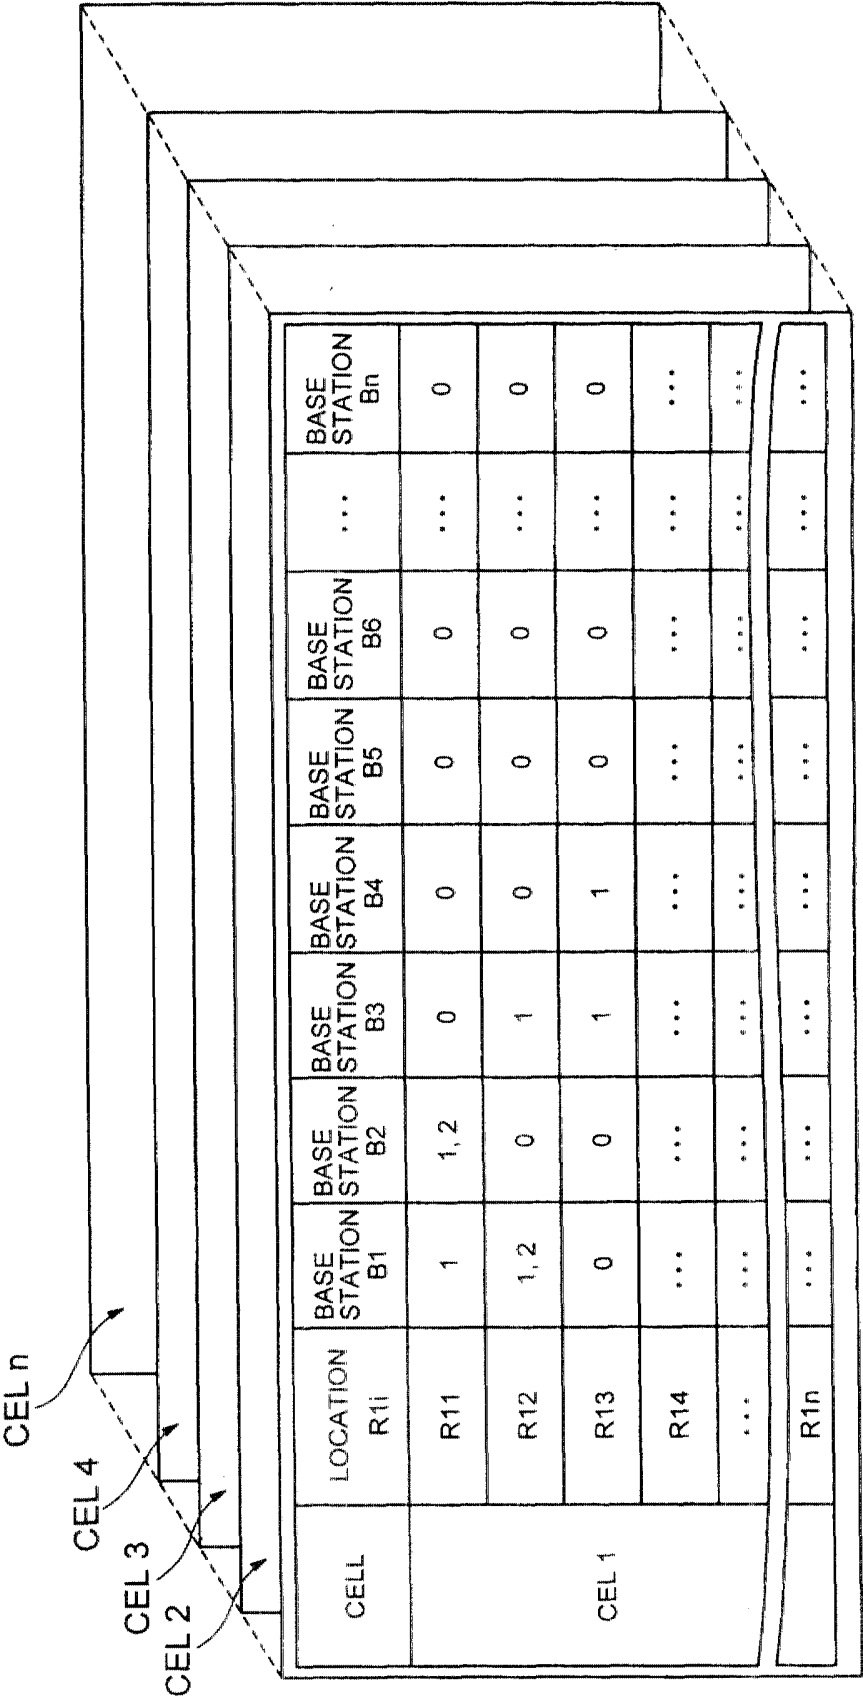 CEL n
CEL 4
CEL 3
CEL 2
CELL
LOCATION
R1i
BASE
STATION
B1
BASE
STATION
B2
BASE
STATION
B3
BASE
STATION
B4
BASE
STATION
B5
BASE
STATION
B6
...
BASE
STATION
Bn
CEL 1
R11 1 1, 2 0 0 0 0 ... 0
R12 1, 2 0 1 0 0 0 ... 0
R13 0 0 1 1 0 0 ... 0
R14 ... ... ... ... ... ... ... ...
... ... ... ... ... ... ... ... ...
R1n ... ... ... ... ... ... ... ...